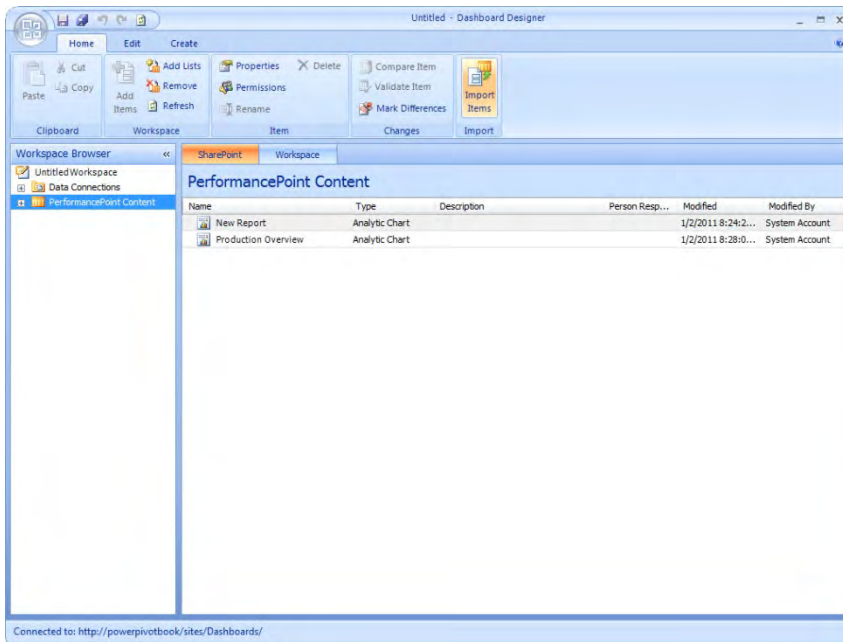 Untitled - Dashboard Designer
Home Edit Create
Paste
Cut
Copy
Clipboard
Add Items
Add Lists
Remove
Refresh
Workspace
Properties
Delete
Permissions
Rename
Item
Compare Item
Validate Item
Mark Differences
Changes
Import Items
Import
Workspace Browser
Untitled Workspace
Data Connections
PerformancePoint Content
SharePoint Workspace
PerformancePoint Content
Name Type Description Person Resp... Modified Modified By
New Report Analytic Chart 1/2/2011 8:24:2... System Account
Production Overview Analytic Chart 1/2/2011 8:28:0... System Account
Connected to: http://powerpivotbook/sites/Dashboards/